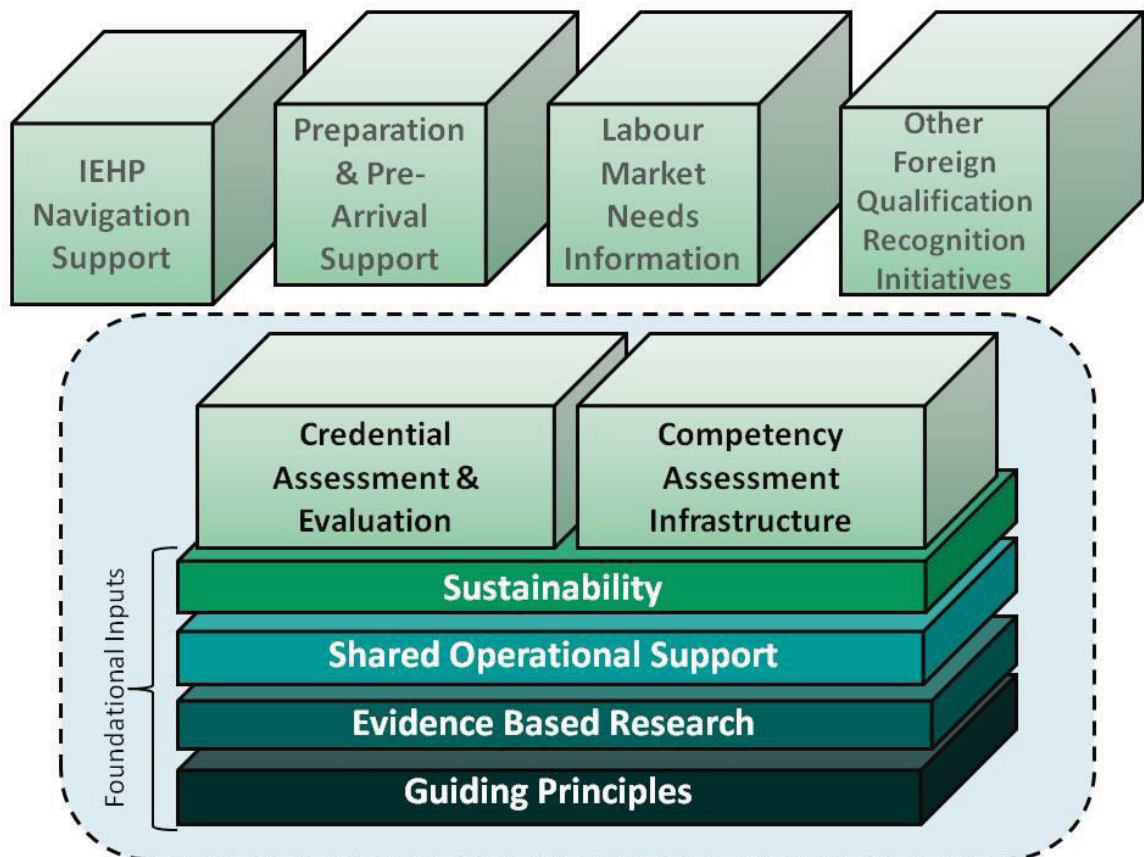 IEHP
Navigation
Support
Preparation
& Pre-
Arrival
Support
Labour
Market
Needs
Information
Other
Foreign
Qualification
Recognition
Initiatives
Credential
Assessment &
Evaluation
Competency
Assessment
Infrastructure
Foundational Inputs
Sustainability
Shared Operational Support
Evidence Based Research
Guiding Principles